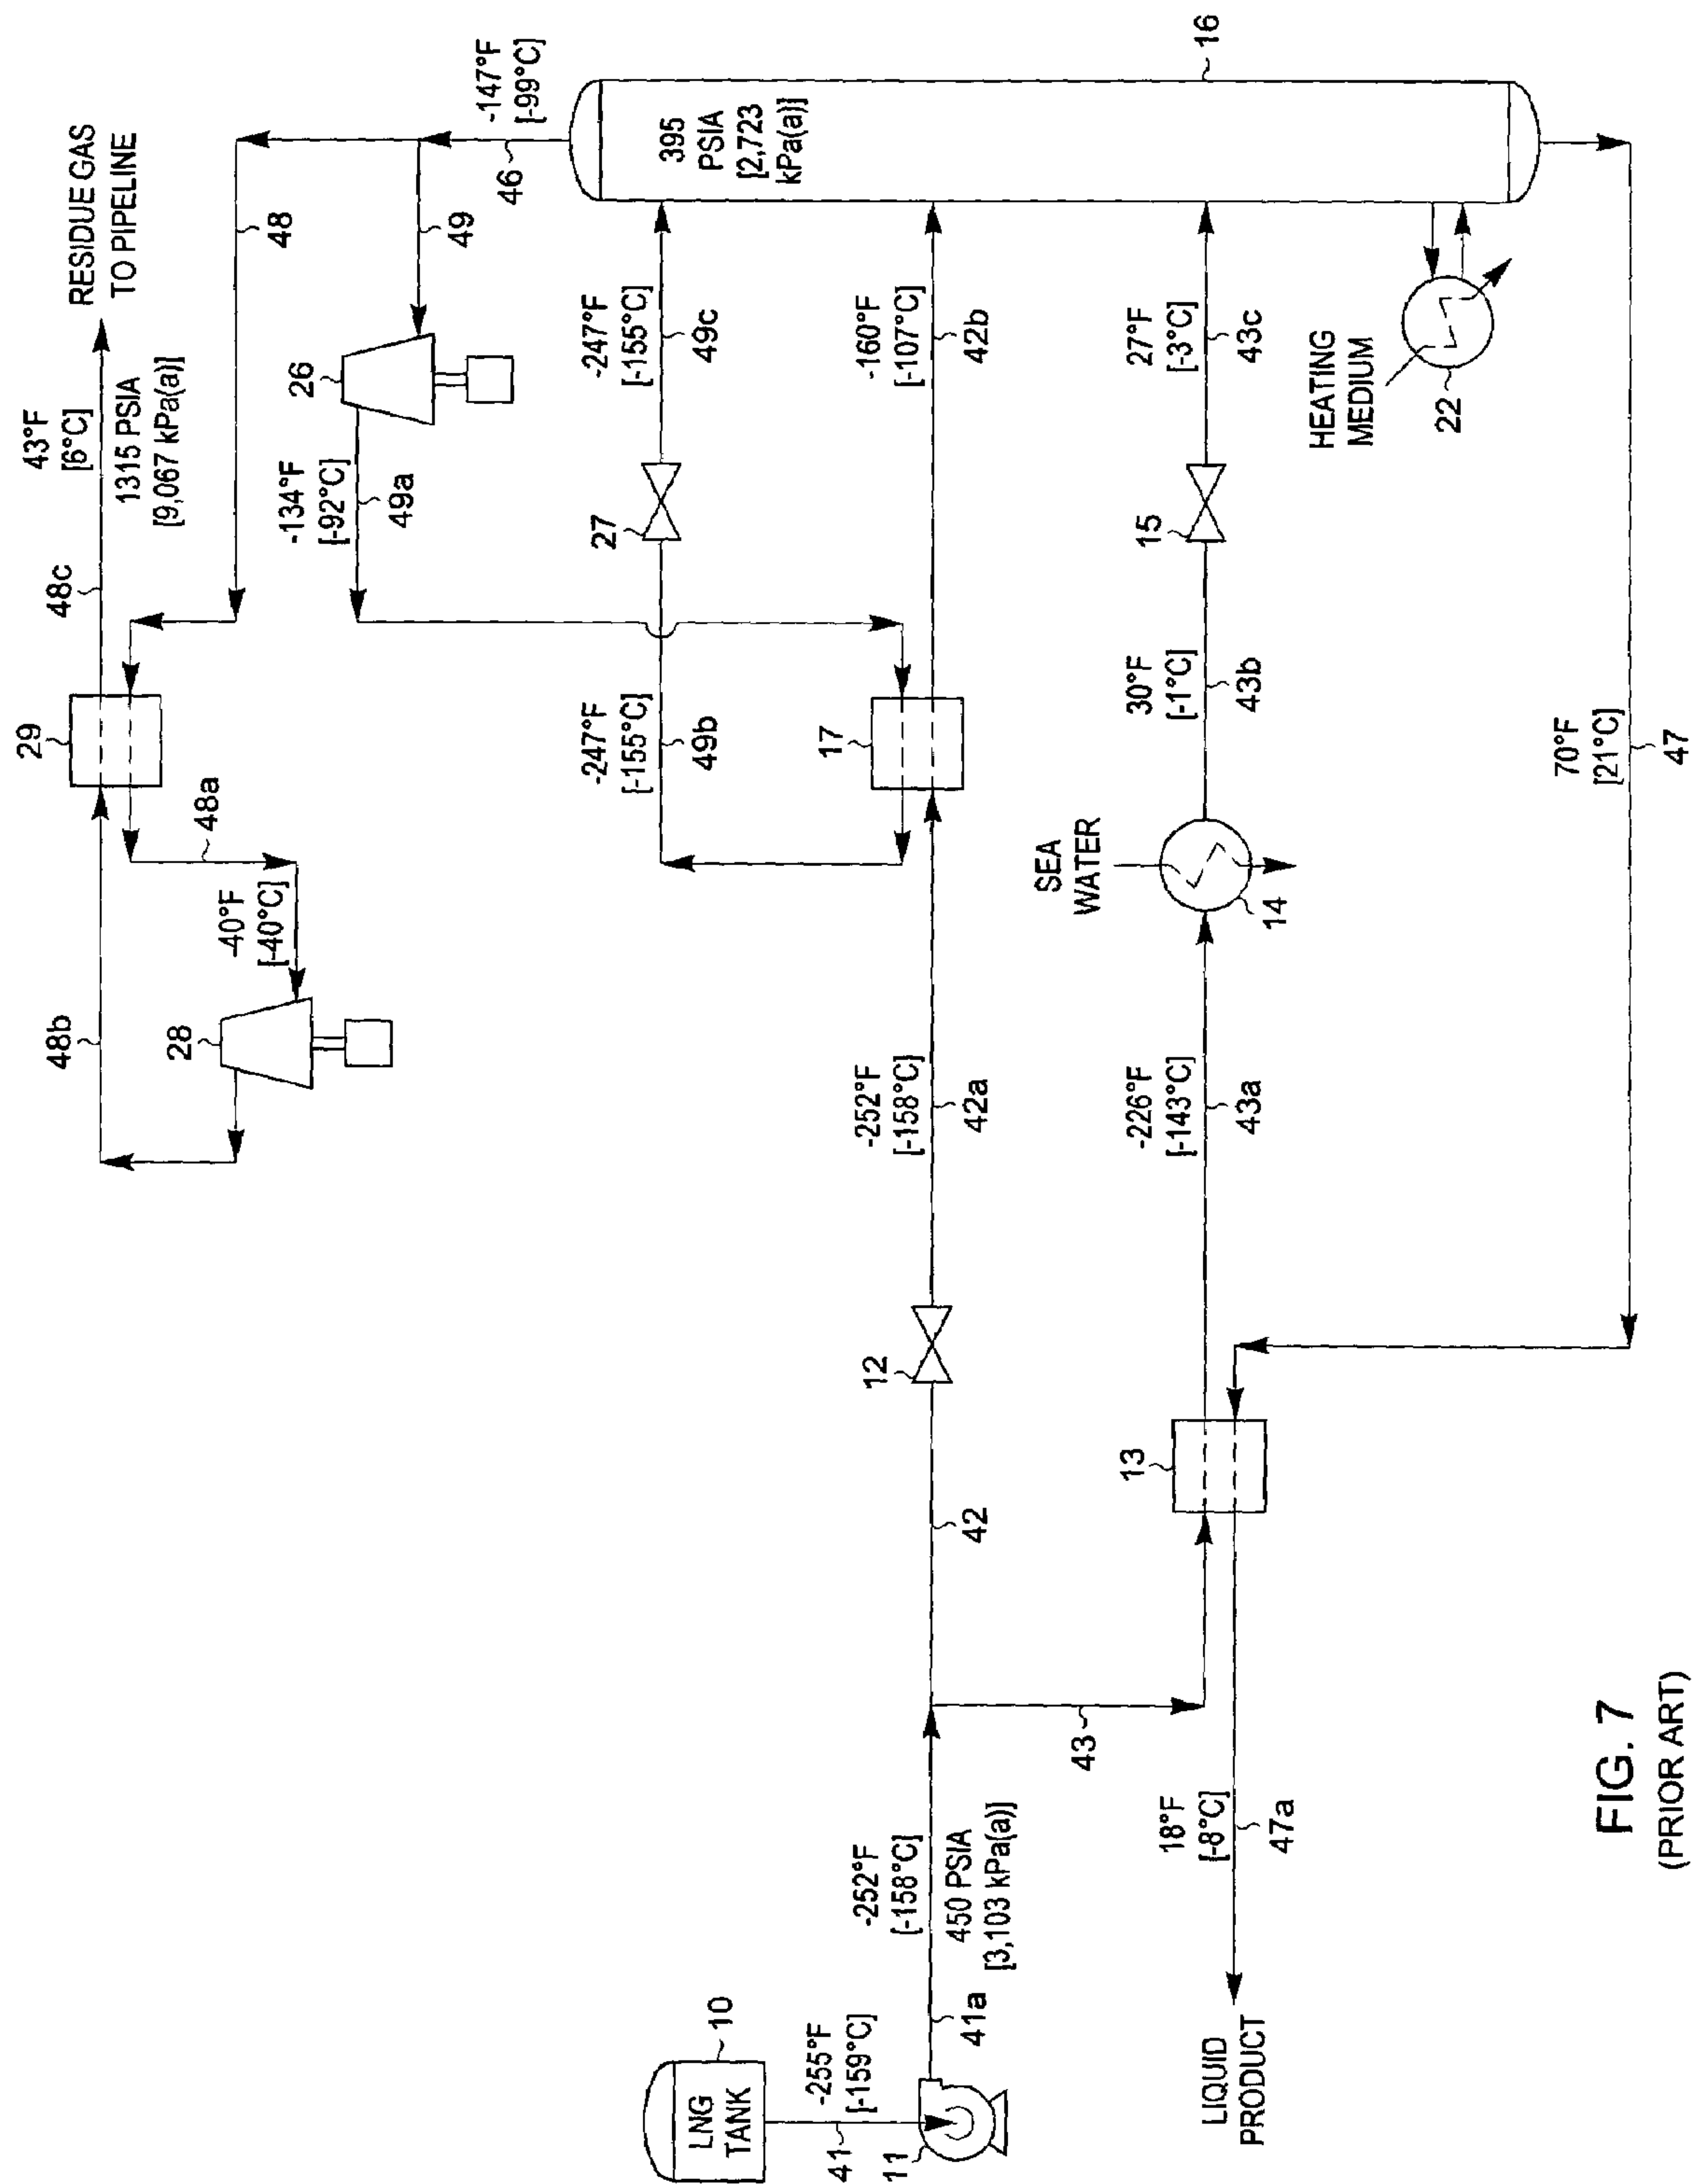 RESIDUE GAS
TO PIPELINE
43°F
[6°C]
1315 PSIA
[9,067 kPa(a)]
48c
29
48b
48a
48
-40°F
[-40°C]
28
26
49
-134°F
[-92°C]
49a
-147°F
[-99°C]
46
16
395
PSIA
[2,723
kPa(a)]
-247°F
[-155°C]
49c
27
-247°F
[-155°C]
49b
17
-160°F
[-107°C]
42b
-252°F
[-158°C]
42a
12
42
27°F
[-3°C]
43c
15
30°F
[-1°C]
43b
SEA
WATER
14
-226°F
[-143°C]
43a
13
43
HEATING
MEDIUM
22
70°F
[21°C]
47
LNG
TANK
10
-255°F
[-159°C]
41
11
41a
-252°F
[-158°C]
450 PSIA
[3,103 kPa(a)]
18°F
[-8°C]
47a
LIQUID
PRODUCT
FIG. 7
(PRIOR ART)